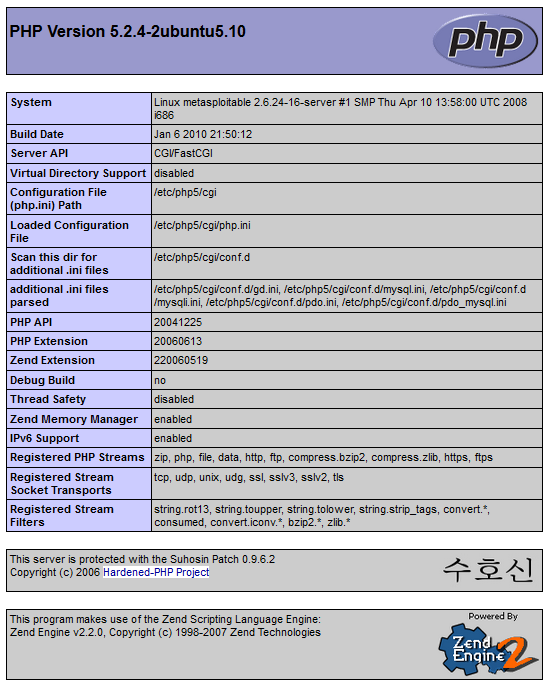 PHP Version 5.2.4-2ubuntu5.10
php
System
Linux metasploitable 2.6.24-16-server #1 SMP Thu Apr 10 13:58:00 UTC 2008
i686
Build Date
Jan 6 2010 21:50:12
Server API
CGI/FastCGI
Virtual Directory Support
disabled
Configuration File
(php.ini) Path
/etc/php5/cgi
Loaded Configuration
File
/etc/php5/cgi/php.ini
Scan this dir for
additional .ini files
/etc/php5/cgi/conf.d
additional .ini files
parsed
/etc/php5/cgi/conf.d/gd.ini, /etc/php5/cgi/conf.d/mysql.ini, /etc/php5/cgi/conf.d
/mysqli.ini, /etc/php5/cgi/conf.d/pdo.ini, /etc/php5/cgi/conf.d/pdo_mysql.ini
PHP API
20041225
PHP Extension
20060613
Zend Extension
220060519
Debug Build
no
Thread Safety
disabled
Zend Memory Manager
enabled
IPv6 Support
enabled
Registered PHP Streams
zip, php, file, data, http, ftp, compress.bzip2, compress.zlib, https, ftps
Registered Stream
Socket Transports
tcp, udp, unix, udg, ssl, sslv3, sslv2, tls
Registered Stream
Filters
string.rot13, string.toupper, string.tolower, string.strip_tags, convert.*,
consumed, convert.iconv.*, bzip2.*, zlib.*
This server is protected with the Suhosin Patch 0.9.6.2
Copyright (c) 2006 Hardened-PHP Project
수호신
This program makes use of the Zend Scripting Language Engine:
Zend Engine v2.2.0, Copyright (c) 1998-2007 Zend Technologies
Powered By
Zend
Engine 2